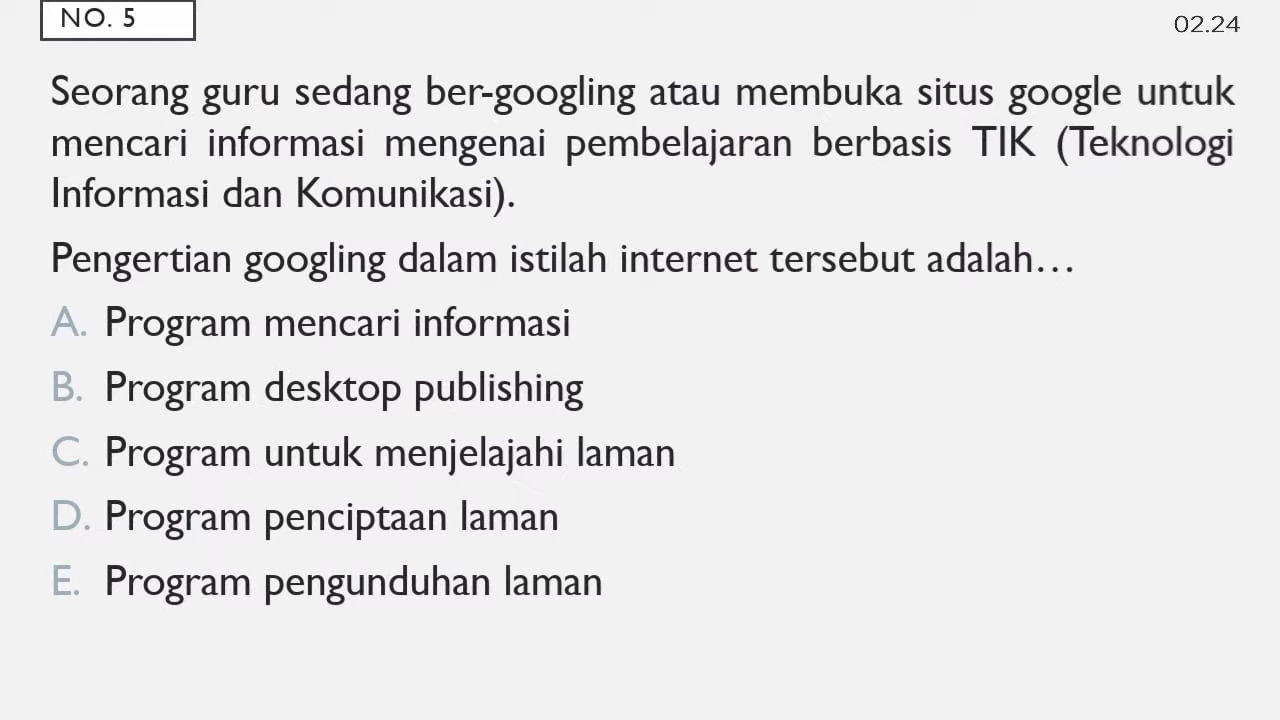 NO. 5
02.24
Seorang guru sedang ber-googling atau membuka situs google untuk
mencari informasi mengenai pembelajaran berbasis TIK (Teknologi
Informasi dan Komunikasi).
Pengertian googling dalam istilah internet tersebut adalah…
A. Program mencari informasi
B. Program desktop publishing
C. Program untuk menjelajahi laman
D. Program penciptaan laman
E. Program pengunduhan laman